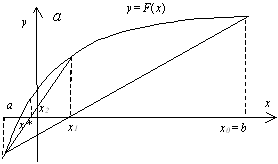 y
a
y = F(x)
a
x*
x₂
x₁
x₀ = b
x